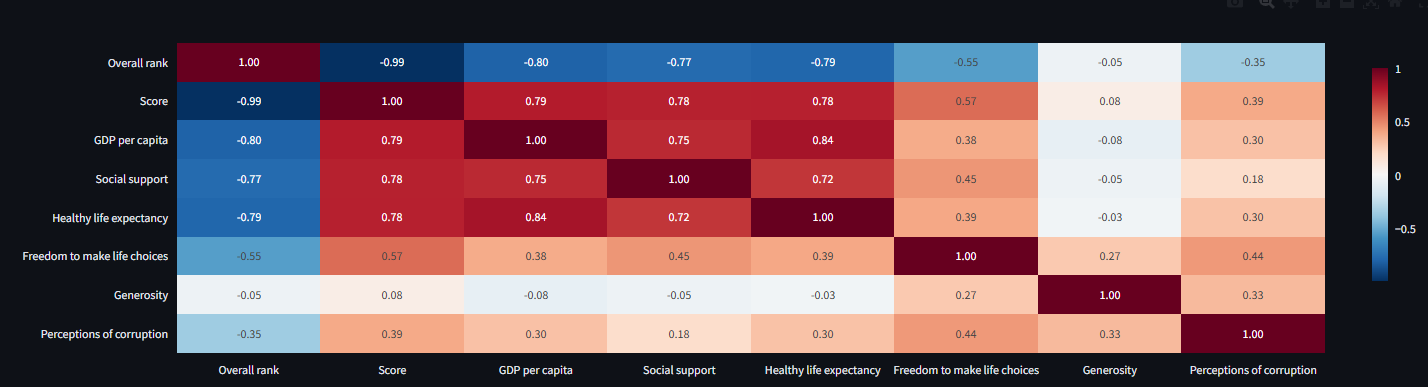 Overall rank 1.00 -0.99 -0.80 -0.77 -0.79 -0.55 -0.05 -0.35
1
Score -0.99 1.00 0.79 0.78 0.78 0.57 0.08 0.39
0.5
GDP per capita -0.80 0.79 1.00 0.75 0.84 0.38 -0.08 0.30
Social support -0.77 0.78 0.75 1.00 0.72 0.45 -0.05 0.18
0
Healthy life expectancy -0.79 0.78 0.84 0.72 1.00 0.39 -0.03 0.30
−0.5
Freedom to make life choices -0.55 0.57 0.38 0.45 0.39 1.00 0.27 0.44
Generosity -0.05 0.08 -0.08 -0.05 -0.03 0.27 1.00 0.33
Perceptions of corruption -0.35 0.39 0.30 0.18 0.30 0.44 0.33 1.00
Overall rank Score GDP per capita Social support Healthy life expectancy Freedom to make life choices Generosity Perceptions of corruption